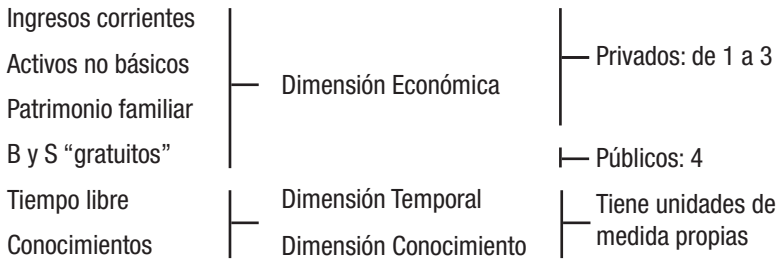 Ingresos corrientes
Activos no básicos
Patrimonio familiar
B y S “gratuitos”
Tiempo libre
Conocimientos
Dimensión Económica
Dimensión Temporal
Dimensión Conocimiento
Privados: de 1 a 3
Públicos: 4
Tiene unidades de
medida propias